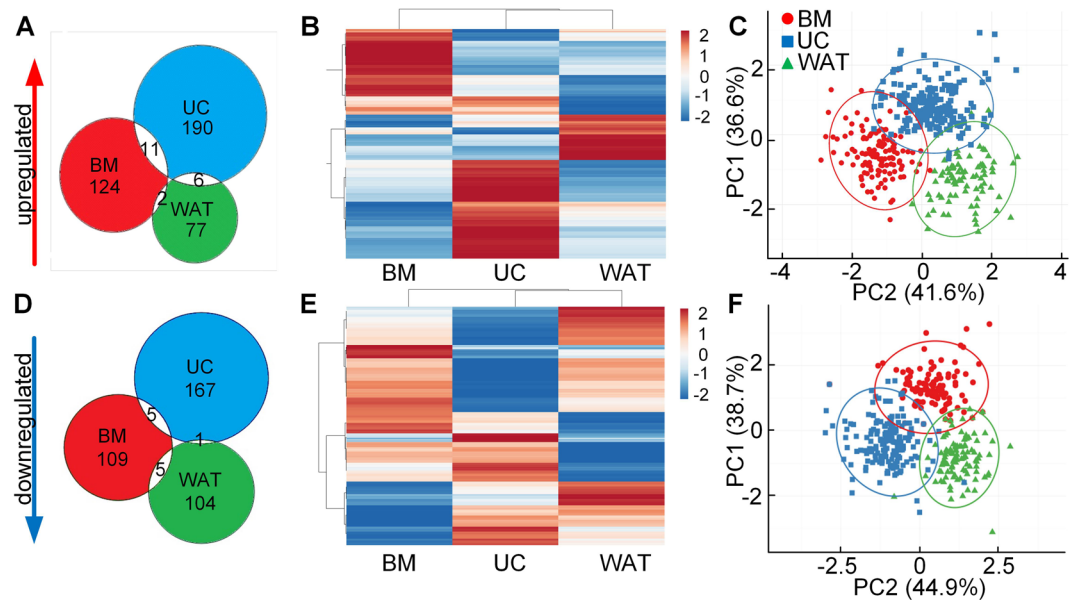 A
upregulated
UC
190
11
BM
124
6
2
WAT
77
B
2
1
0
-1
-2
BM UC WAT
C
BM
UC
WAT
PC1 (36.6%)
2
0
-2
-4 -2 0 2 4
PC2 (41.6%)
D
downregulated
UC
167
5
BM
109
1
5
WAT
104
E
2
1
0
-1
-2
BM UC WAT
F
PC1 (38.7%)
2
0
-2
-2.5 0 2.5
PC2 (44.9%)